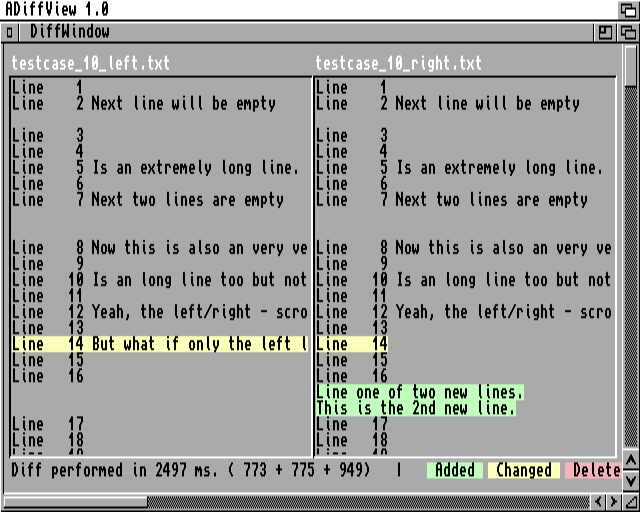 ADiffView 1.0
DiffWindow
testcase_10_left.txt
testcase_10_right.txt
Line 1
Line 2 Next line will be empty
Line 3
Line 4
Line 5 Is an extremely long line.
Line 6
Line 7 Next two lines are empty
Line 8 Now this is also an very ve
Line 9
Line 10 Is an long line too but not
Line 11
Line 12 Yeah, the left/right - scro
Line 13
Line 14 But what if only the left l
Line 15
Line 16
Line 17
Line 18
Line 1
Line 2 Next line will be empty
Line 3
Line 4
Line 5 Is an extremely long line.
Line 6
Line 7 Next two lines are empty
Line 8 Now this is also an very ve
Line 9
Line 10 Is an long line too but not
Line 11
Line 12 Yeah, the left/right - scro
Line 13
Line 14
Line 15
Line 16
Line one of two new lines.
This is the 2nd new line.
Line 17
Line 18
Diff performed in 2497 ms. ( 773 + 775 + 949) | Added Changed Delete